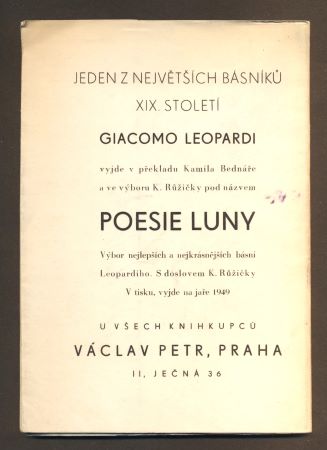 JEDEN Z NEJVĚTŠÍCH BÁSNÍKŮ
XIX. STOLETÍ
GIACOMO LEOPARDI
vyjde v překladu Kamila Bednáře
a ve výboru K. Růžičky pod názvem
POESIE LUNY
Výbor nejlepších a nejkrásnějších básní
Leopardiho. S doslovem K. Růžičky
V tisku, vyjde na jaře 1949
U VŠECH KNIHKUPCŮ
VÁCLAV PETR, PRAHA
II, JEČNÁ 36